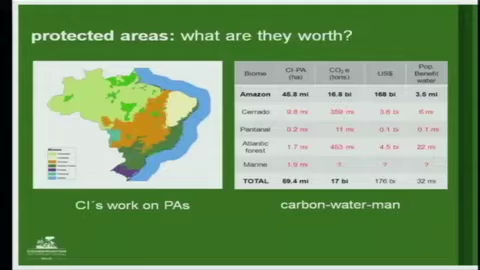 protected areas: what are they worth?
Biome CI-PA (ha) CO₂e (tons) US$ Pop. Benefit water
Amazon 45.8 mi 16.8 bi 168 bi 3.5 mi
Cerrado 9.8 mi 359 mi 3.6 bi 6 mi
Pantanal 0.2 mi 11 mi 0.1 bi 0.1 mi
Atlantic forest 1.7 mi 453 mi 4.5 bi 22 mi
Marine 1.9 mi ? ? ?
TOTAL 59.4 mi 17 bi 176 bi 32 mi
CI´s work on PAs
carbon-water-man